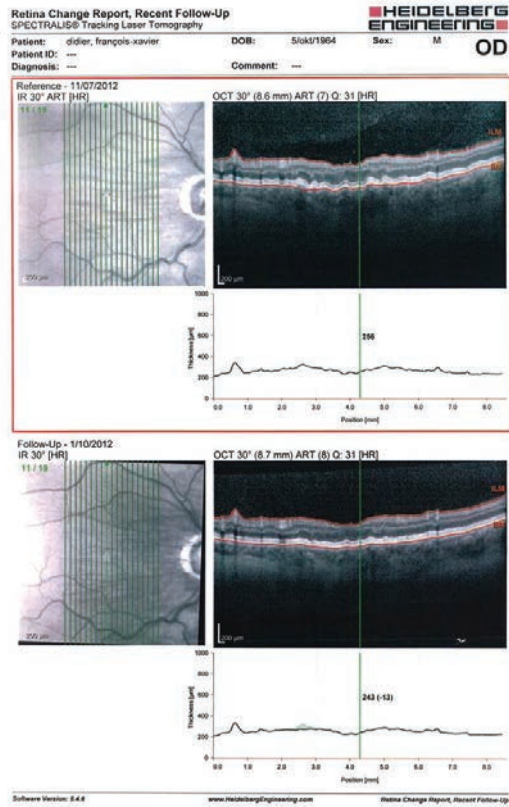 Retina Change Report, Recent Follow-Up
SPECTRALIS® Tracking Laser Tomography
HEIDELBERG
ENGINEERING
Patient: didier, françois-xavier DOB: 5/okt/1964 Sex: M OD
Patient ID: ---
Diagnosis: --- Comment: ---
Reference - 11/07/2012
IR 30° ART [HR] OCT 30° (8.6 mm) ART (7) Q: 31 [HR]
11 / 19
ILM
BM
200 µm 200 µm
Thickness [µm]
1000
800
600
400
200
0
256
0.0 1.0 2.0 3.0 4.0 5.0 6.0 7.0 8.0
Position [mm]
Follow-Up - 1/10/2012
IR 30° [HR] OCT 30° (8.7 mm) ART (8) Q: 31 [HR]
11 / 19
ILM
200 µm 200 µm
Thickness [µm]
1000
800
600
400
200
0
243 (-13)
0.0 1.0 2.0 3.0 4.0 5.0 6.0 7.0 8.0
Position [mm]
Software Version: 5.4.6 www.HeidelbergEngineering.com Retina Change Report, Recent Follow-Up